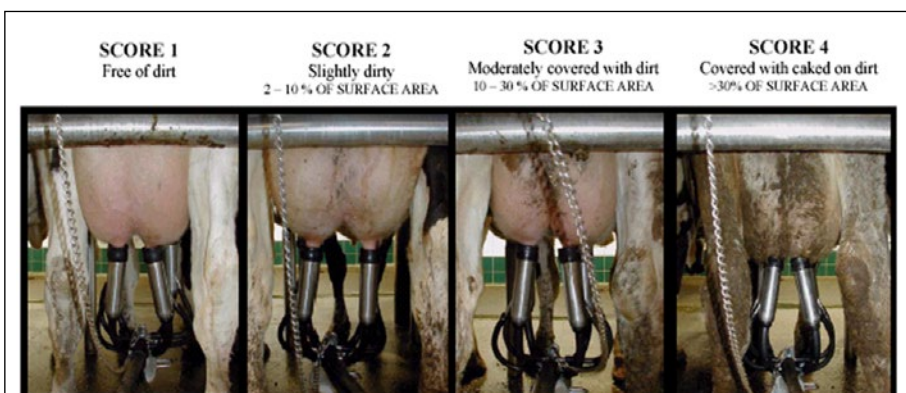 SCORE 1
Free of dirt
SCORE 2
Slightly dirty
2 – 10 % OF SURFACE AREA
SCORE 3
Moderately covered with dirt
10 – 30 % OF SURFACE AREA
SCORE 4
Covered with caked on dirt
>30% OF SURFACE AREA